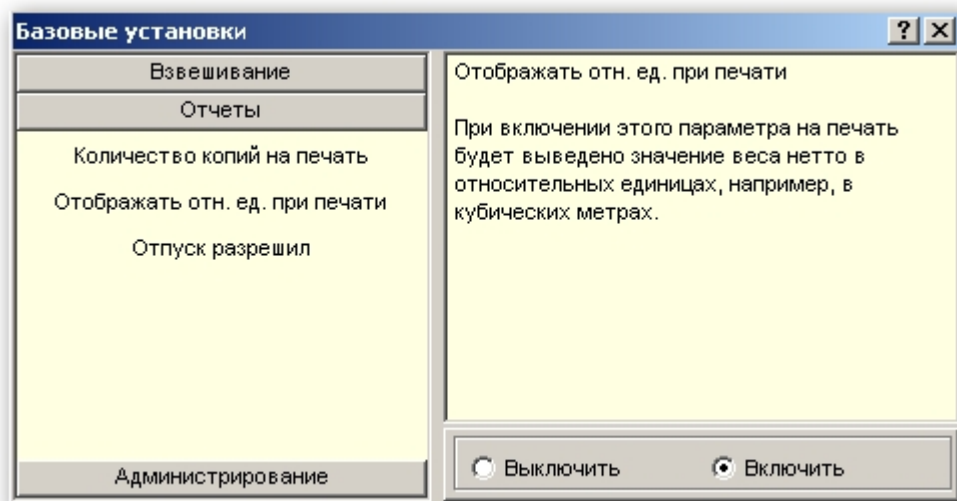 Базовые установки
Взвешивание
Отчеты
Количество копий на печать
Отображать отн. ед. при печати
Отпуск разрешил
Администрирование
Отображать отн. ед. при печати
При включении этого параметра на печать
будет выведено значение веса нетто в
относительных единицах, например, в
кубических метрах.
Выключить
Включить